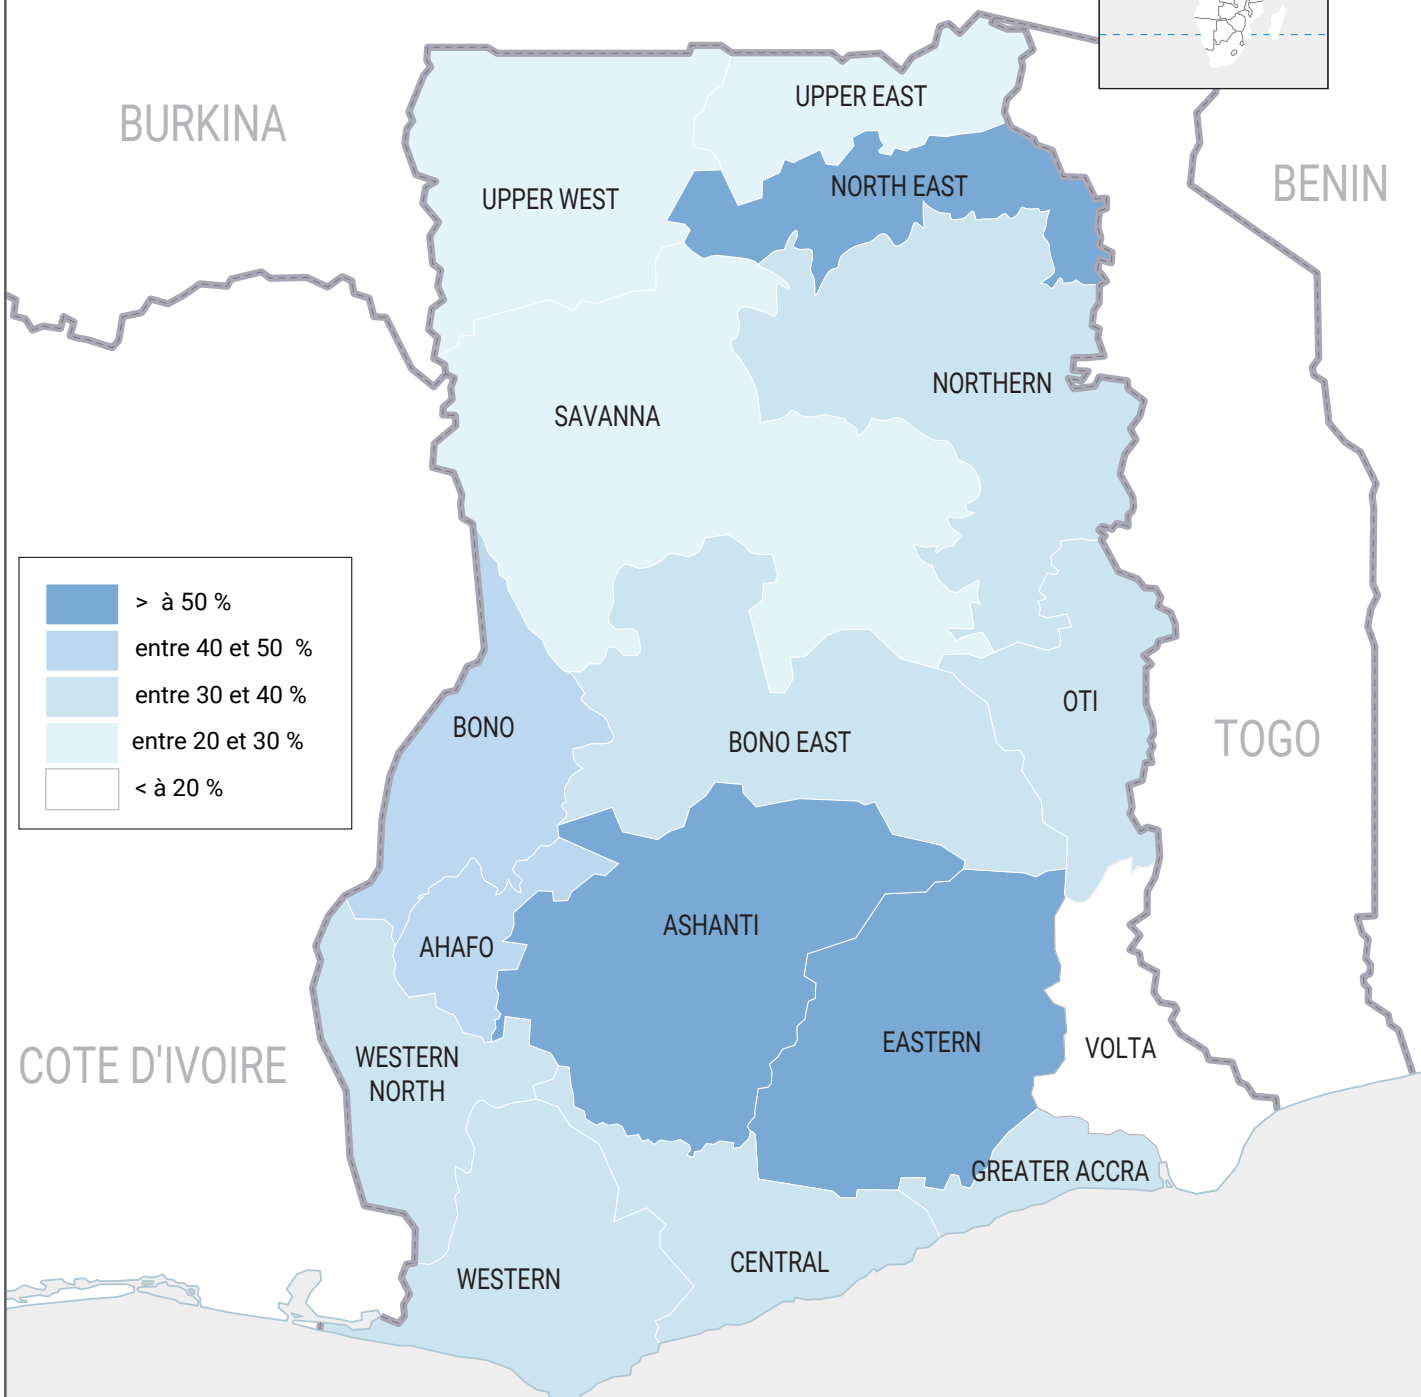 UPPER EAST
BURKINA
BENIN
NORTH EAST
UPPER WEST
NORTHERN
SAVANNA
> à 50 %
entre 40 et 50 %
entre 30 et 40 %
entre 20 et 30 %
< à 20 %
OTI
BONO
BONO EAST
TOGO
ASHANTI
AHAFO
EASTERN
VOLTA
COTE D'IVOIRE
WESTERN
NORTH
GREATER ACCRA
CENTRAL
WESTERN